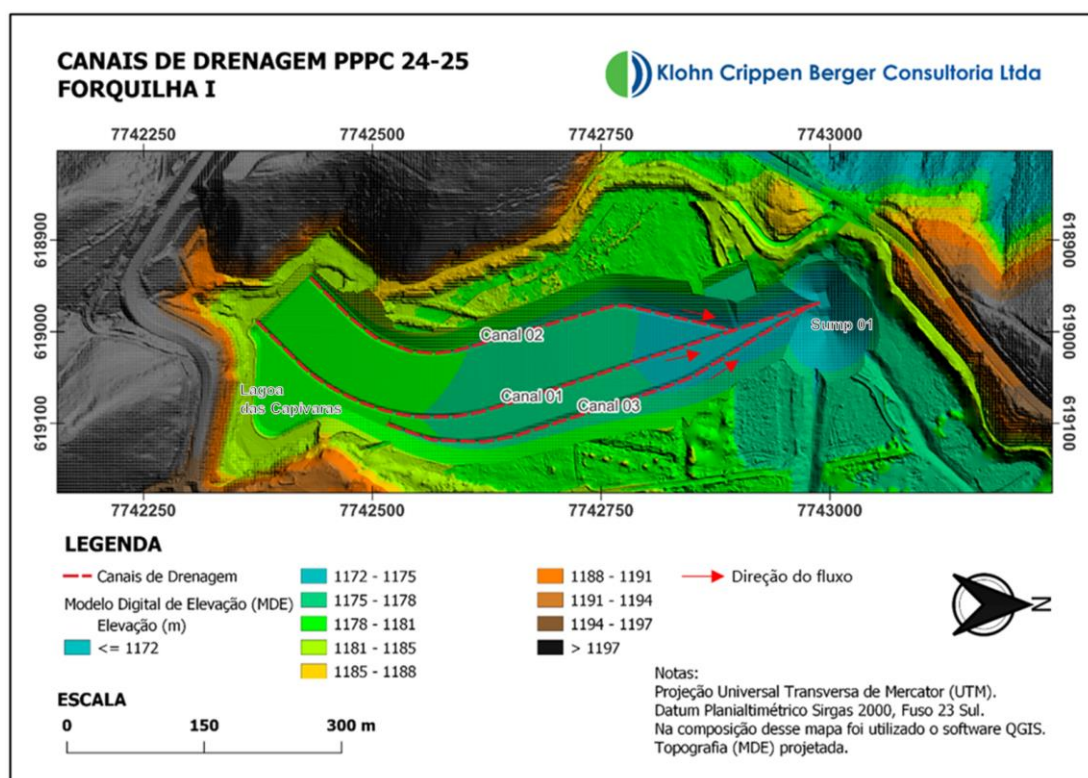 CANAIS DE DRENAGEM PPPC 24-25
FORQUILHA I
Klohn Crippen Berger Consultoria Ltda
7742250 7742500 7742750 7743000
618900 618900
619000 619000
619100 619100
Canal 02
Sump 01
Canal 01
Canal 03
Lagoa
das Capivaras
7742250 7742500 7742750 7743000
LEGENDA
Canais de Drenagem
Modelo Digital de Elevação (MDE)
Elevação (m)
<= 1172
1172 - 1175
1175 - 1178
1178 - 1181
1181 - 1185
1185 - 1188
1188 - 1191
1191 - 1194
1194 - 1197
> 1197
Direção do fluxo
N
ESCALA
0 150 300 m
Notas:
Projeção Universal Transversa de Mercator (UTM).
Datum Planialtimétrico Sirgas 2000, Fuso 23 Sul.
Na composição desse mapa foi utilizado o software QGIS.
Topografia (MDE) projetada.